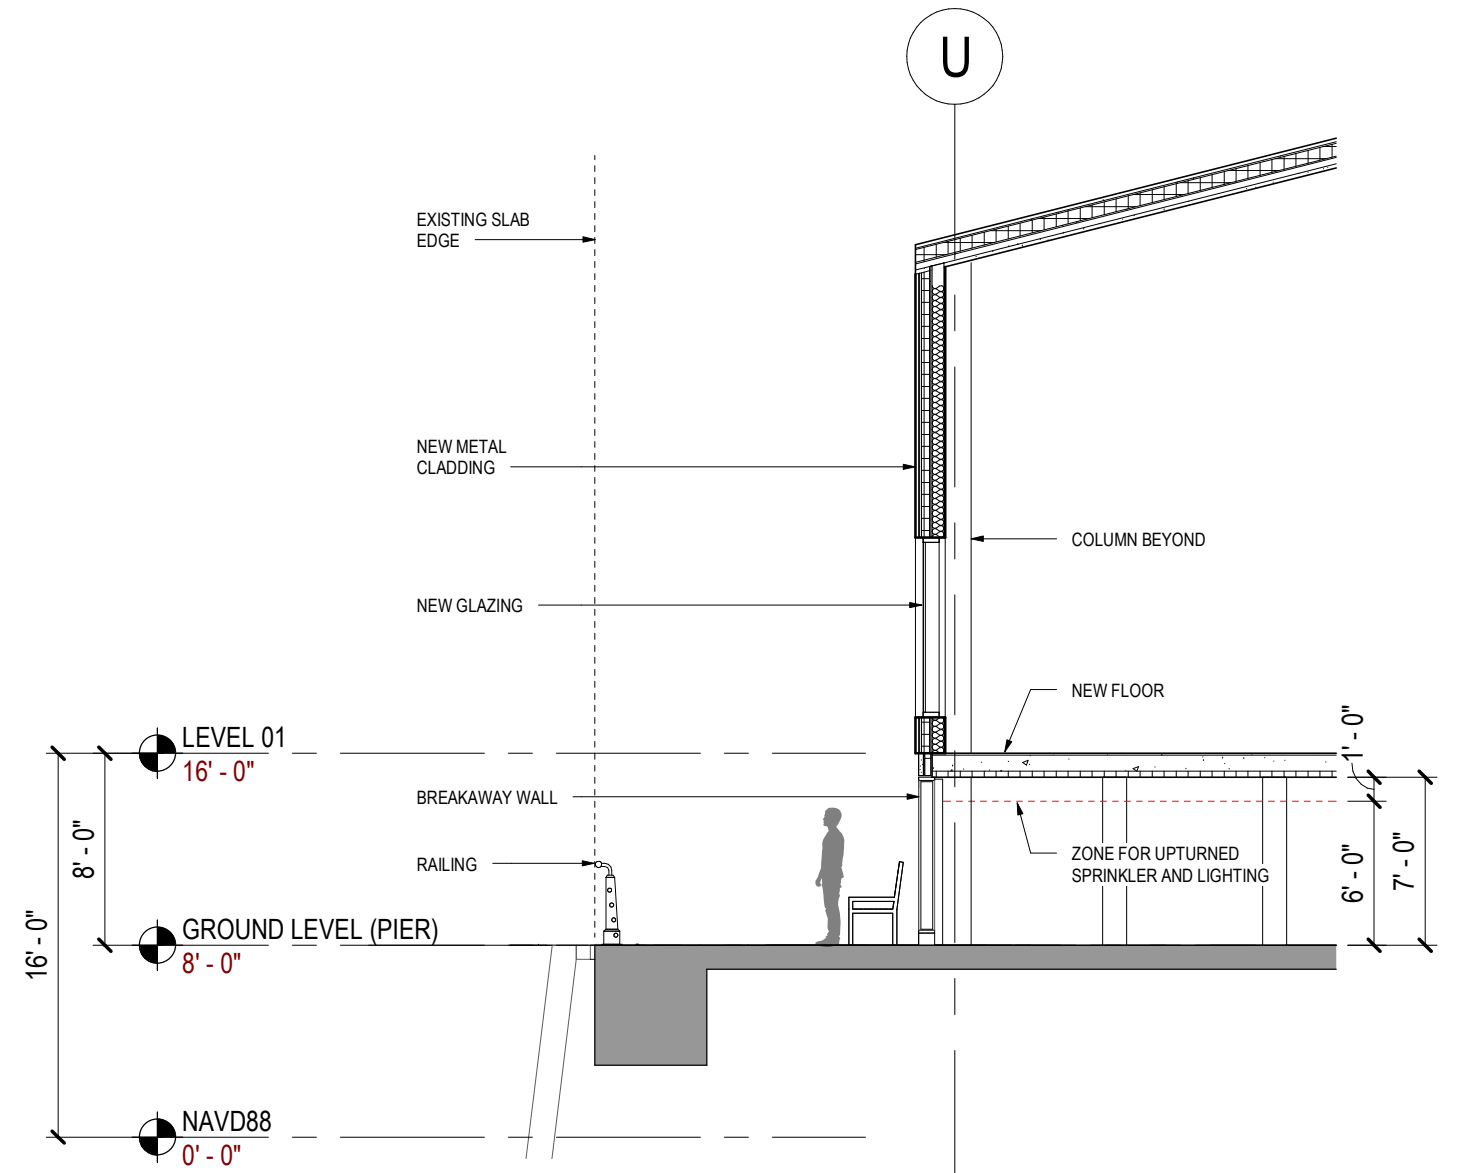 U
EXISTING SLAB
EDGE
NEW METAL
CLADDING
COLUMN BEYOND
NEW GLAZING
NEW FLOOR
1' - 0"
LEVEL 01
16' - 0"
BREAKAWAY WALL
8' - 0"
RAILING
ZONE FOR UPTURNED
SPRINKLER AND LIGHTING
6' - 0"
7' - 0"
16' - 0"
GROUND LEVEL (PIER)
8' - 0"
NAVD88
0' - 0"